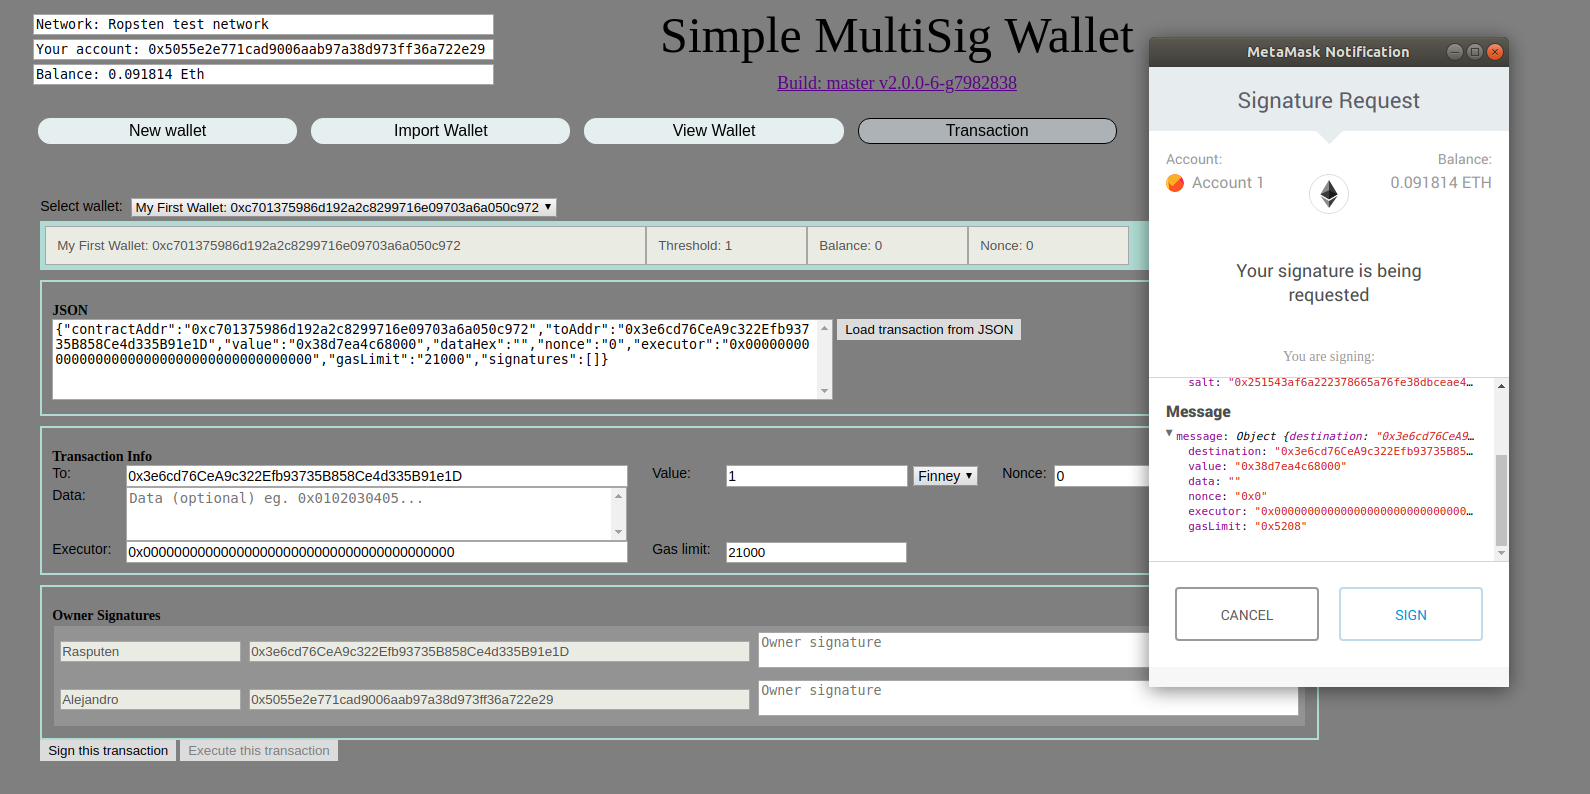 Network: Ropsten test network
Your account: 0x5055e2e771cad9006aab97a38d973ff36a722e29
Balance: 0.091814 Eth
Simple MultiSig Wallet
Build: master v2.0.0-6-g7982838
New wallet
Import Wallet
View Wallet
Transaction
Select wallet: My First Wallet: 0xc701375986d192a2c8299716e09703a6a050c972
My First Wallet: 0xc701375986d192a2c8299716e09703a6a050c972
Threshold: 1
Balance: 0
Nonce: 0
JSON
{"contractAddr":"0xc701375986d192a2c8299716e09703a6a050c972","toAddr":"0x3e6cd76CeA9c322Efb93
735B858Ce4d335B91e1D","value":"0x38d7ea4c68000","dataHex":"","nonce":"0","executor":"0x00000000
00000000000000000000000000000000","gasLimit":"21000","signatures":[]}
Load transaction from JSON
Transaction Info
To: 0x3e6cd76CeA9c322Efb93735B858Ce4d335B91e1D
Value: 1 Finney
Nonce: 0
Data: Data (optional) eg. 0x0102030405...
Executor: 0x0000000000000000000000000000000000000000
Gas limit: 21000
Owner Signatures
Rasputen 0x3e6cd76CeA9c322Efb93735B858Ce4d335B91e1D Owner signature
Alejandro 0x5055e2e771cad9006aab97a38d973ff36a722e29 Owner signature
Sign this transaction
Execute this transaction
MetaMask Notification
Signature Request
Account: Balance:
Account 1 0.091814 ETH
Your signature is being
requested
You are signing:
salt: "0x251543af6a222378665a76fe38dbceae4…
Message
message: Object {destination: "0x3e6cd76CeA9…
destination: "0x3e6cd76CeA9c322Efb93735B85…
value: "0x38d7ea4c68000"
data: ""
nonce: "0x0"
executor: "0x00000000000000000000000000000…
gasLimit: "0x5208"
CANCEL
SIGN